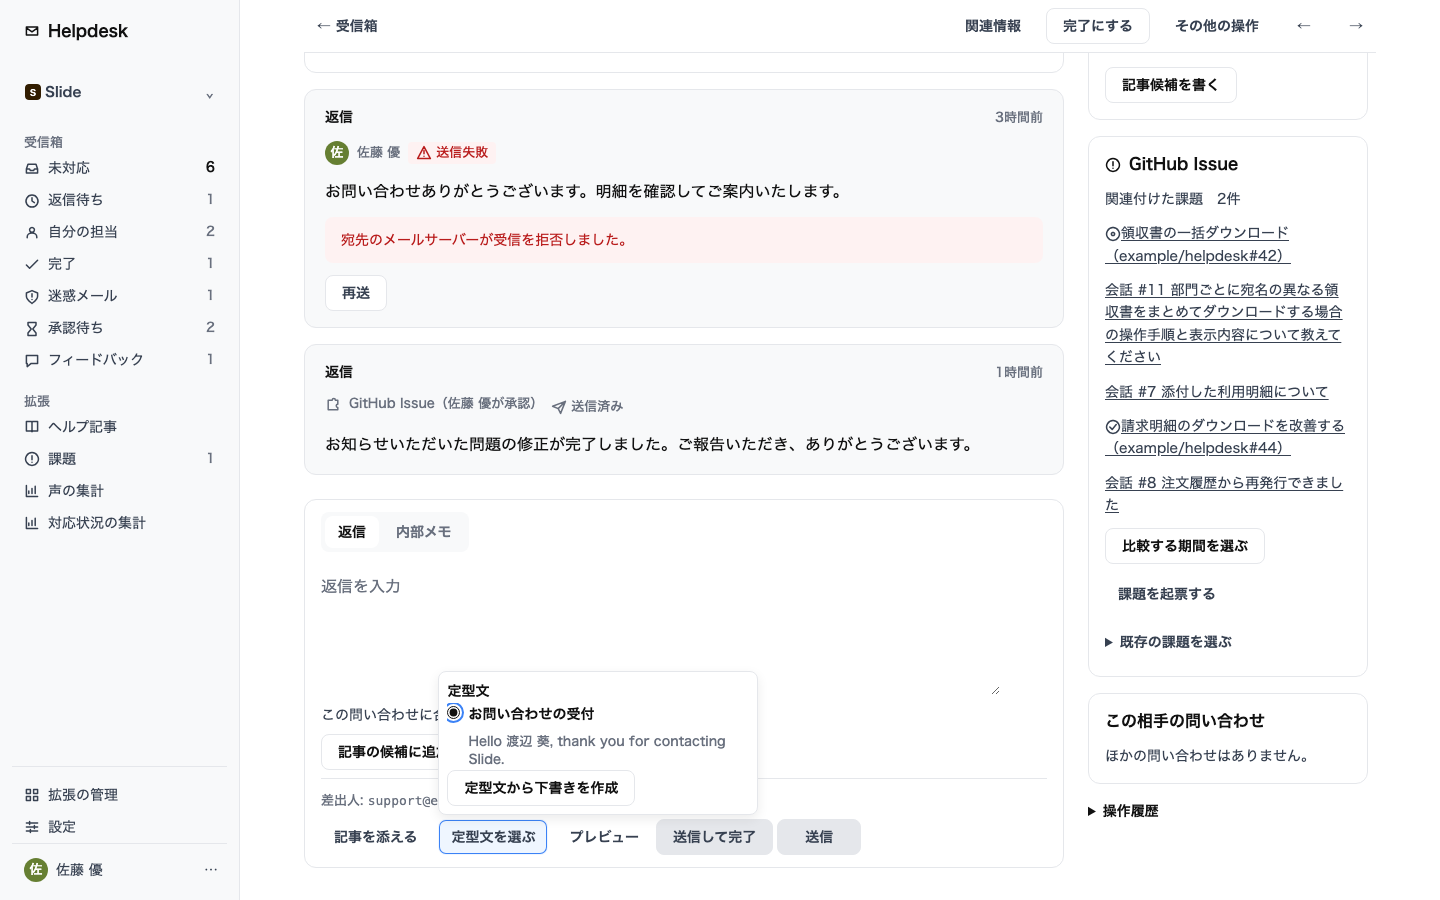 Helpdesk
S Slide
受信箱
未対応 6
返信待ち 1
自分の担当 2
完了 1
迷惑メール 1
承認待ち 2
フィードバック 1
拡張
ヘルプ記事
課題 1
声の集計
対応状況の集計
拡張の管理
設定
佐 佐藤 優 …
← 受信箱
関連情報 完了にする その他の操作 ← →
返信 3時間前
佐 佐藤 優 送信失敗
お問い合わせありがとうございます。明細を確認してご案内いたします。
宛先のメールサーバーが受信を拒否しました。
再送
返信 1時間前
GitHub Issue（佐藤 優が承認） 送信済み
お知らせいただいた問題の修正が完了しました。ご報告いただき、ありがとうございます。
返信 内部メモ
返信を入力
この問い合わせに
記事の候補に追
定型文
お問い合わせの受付
Hello 渡辺 葵, thank you for contacting
Slide.
定型文から下書きを作成
差出人: support@e
記事を添える 定型文を選ぶ プレビュー 送信して完了 送信
記事候補を書く
GitHub Issue
関連付けた課題 2件
領収書の一括ダウンロード
（example/helpdesk#42）
会話 #11 部門ごとに宛名の異なる領
収書をまとめてダウンロードする場合
の操作手順と表示内容について教えて
ください
会話 #7 添付した利用明細について
請求明細のダウンロードを改善する
（example/helpdesk#44）
会話 #8 注文履歴から再発行できまし
た
比較する期間を選ぶ
課題を起票する
▶ 既存の課題を選ぶ
この相手の問い合わせ
ほかの問い合わせはありません。
▶ 操作履歴